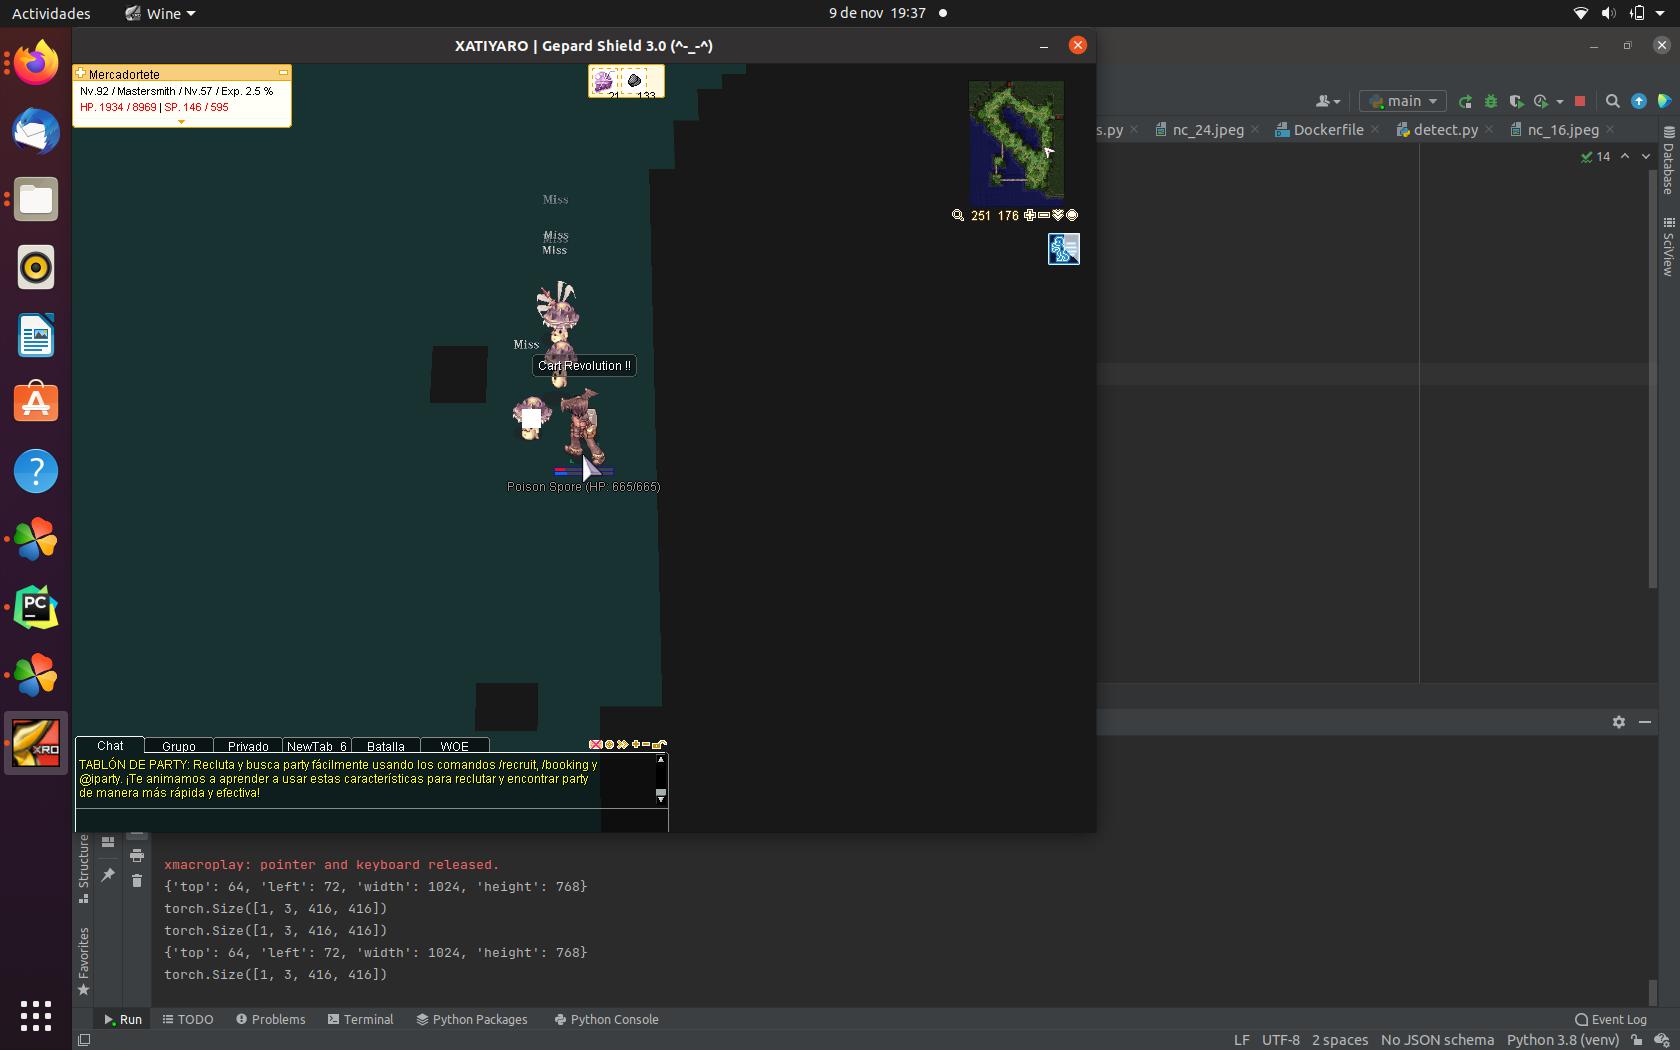 Actividades
Wine
9 de nov 19:37
XATIYARO | Gepard Shield 3.0 (^-_-^)
Mercadortete
Nv.92 / Mastersmith / Nv.57 / Exp. 2.5 %
HP. 1934 / 8969 | SP. 146 / 595
21
133
main
s.py
nc_24.jpeg
Dockerfile
detect.py
nc_16.jpeg
14
Database
SciView
251 176
Miss
Miss
Miss
Miss
Miss
Cart Revolution !!
Poison Spore (HP: 665/665)
Chat
Grupo
Privado
NewTab_6
Batalla
WOE
TABLÓN DE PARTY: Recluta y busca party fácilmente usando los comandos /recruit, /booking y
@iparty. ¡Te animamos a aprender a usar estas características para reclutar y encontrar party
de manera más rápida y efectiva!
PC
XRO
Structure
Favorites
xmacroplay: pointer and keyboard released.
{'top': 64, 'left': 72, 'width': 1024, 'height': 768}
torch.Size([1, 3, 416, 416])
torch.Size([1, 3, 416, 416])
{'top': 64, 'left': 72, 'width': 1024, 'height': 768}
torch.Size([1, 3, 416, 416])
Run
TODO
Problems
Terminal
Python Packages
Python Console
Event Log
LF
UTF-8
2 spaces
No JSON schema
Python 3.8 (venv)